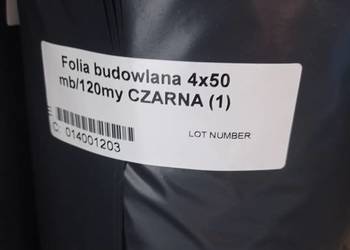 Folia budowlana 4x50
mb/120my CZARNA (1)
LOT NUMBER
C: 014001203